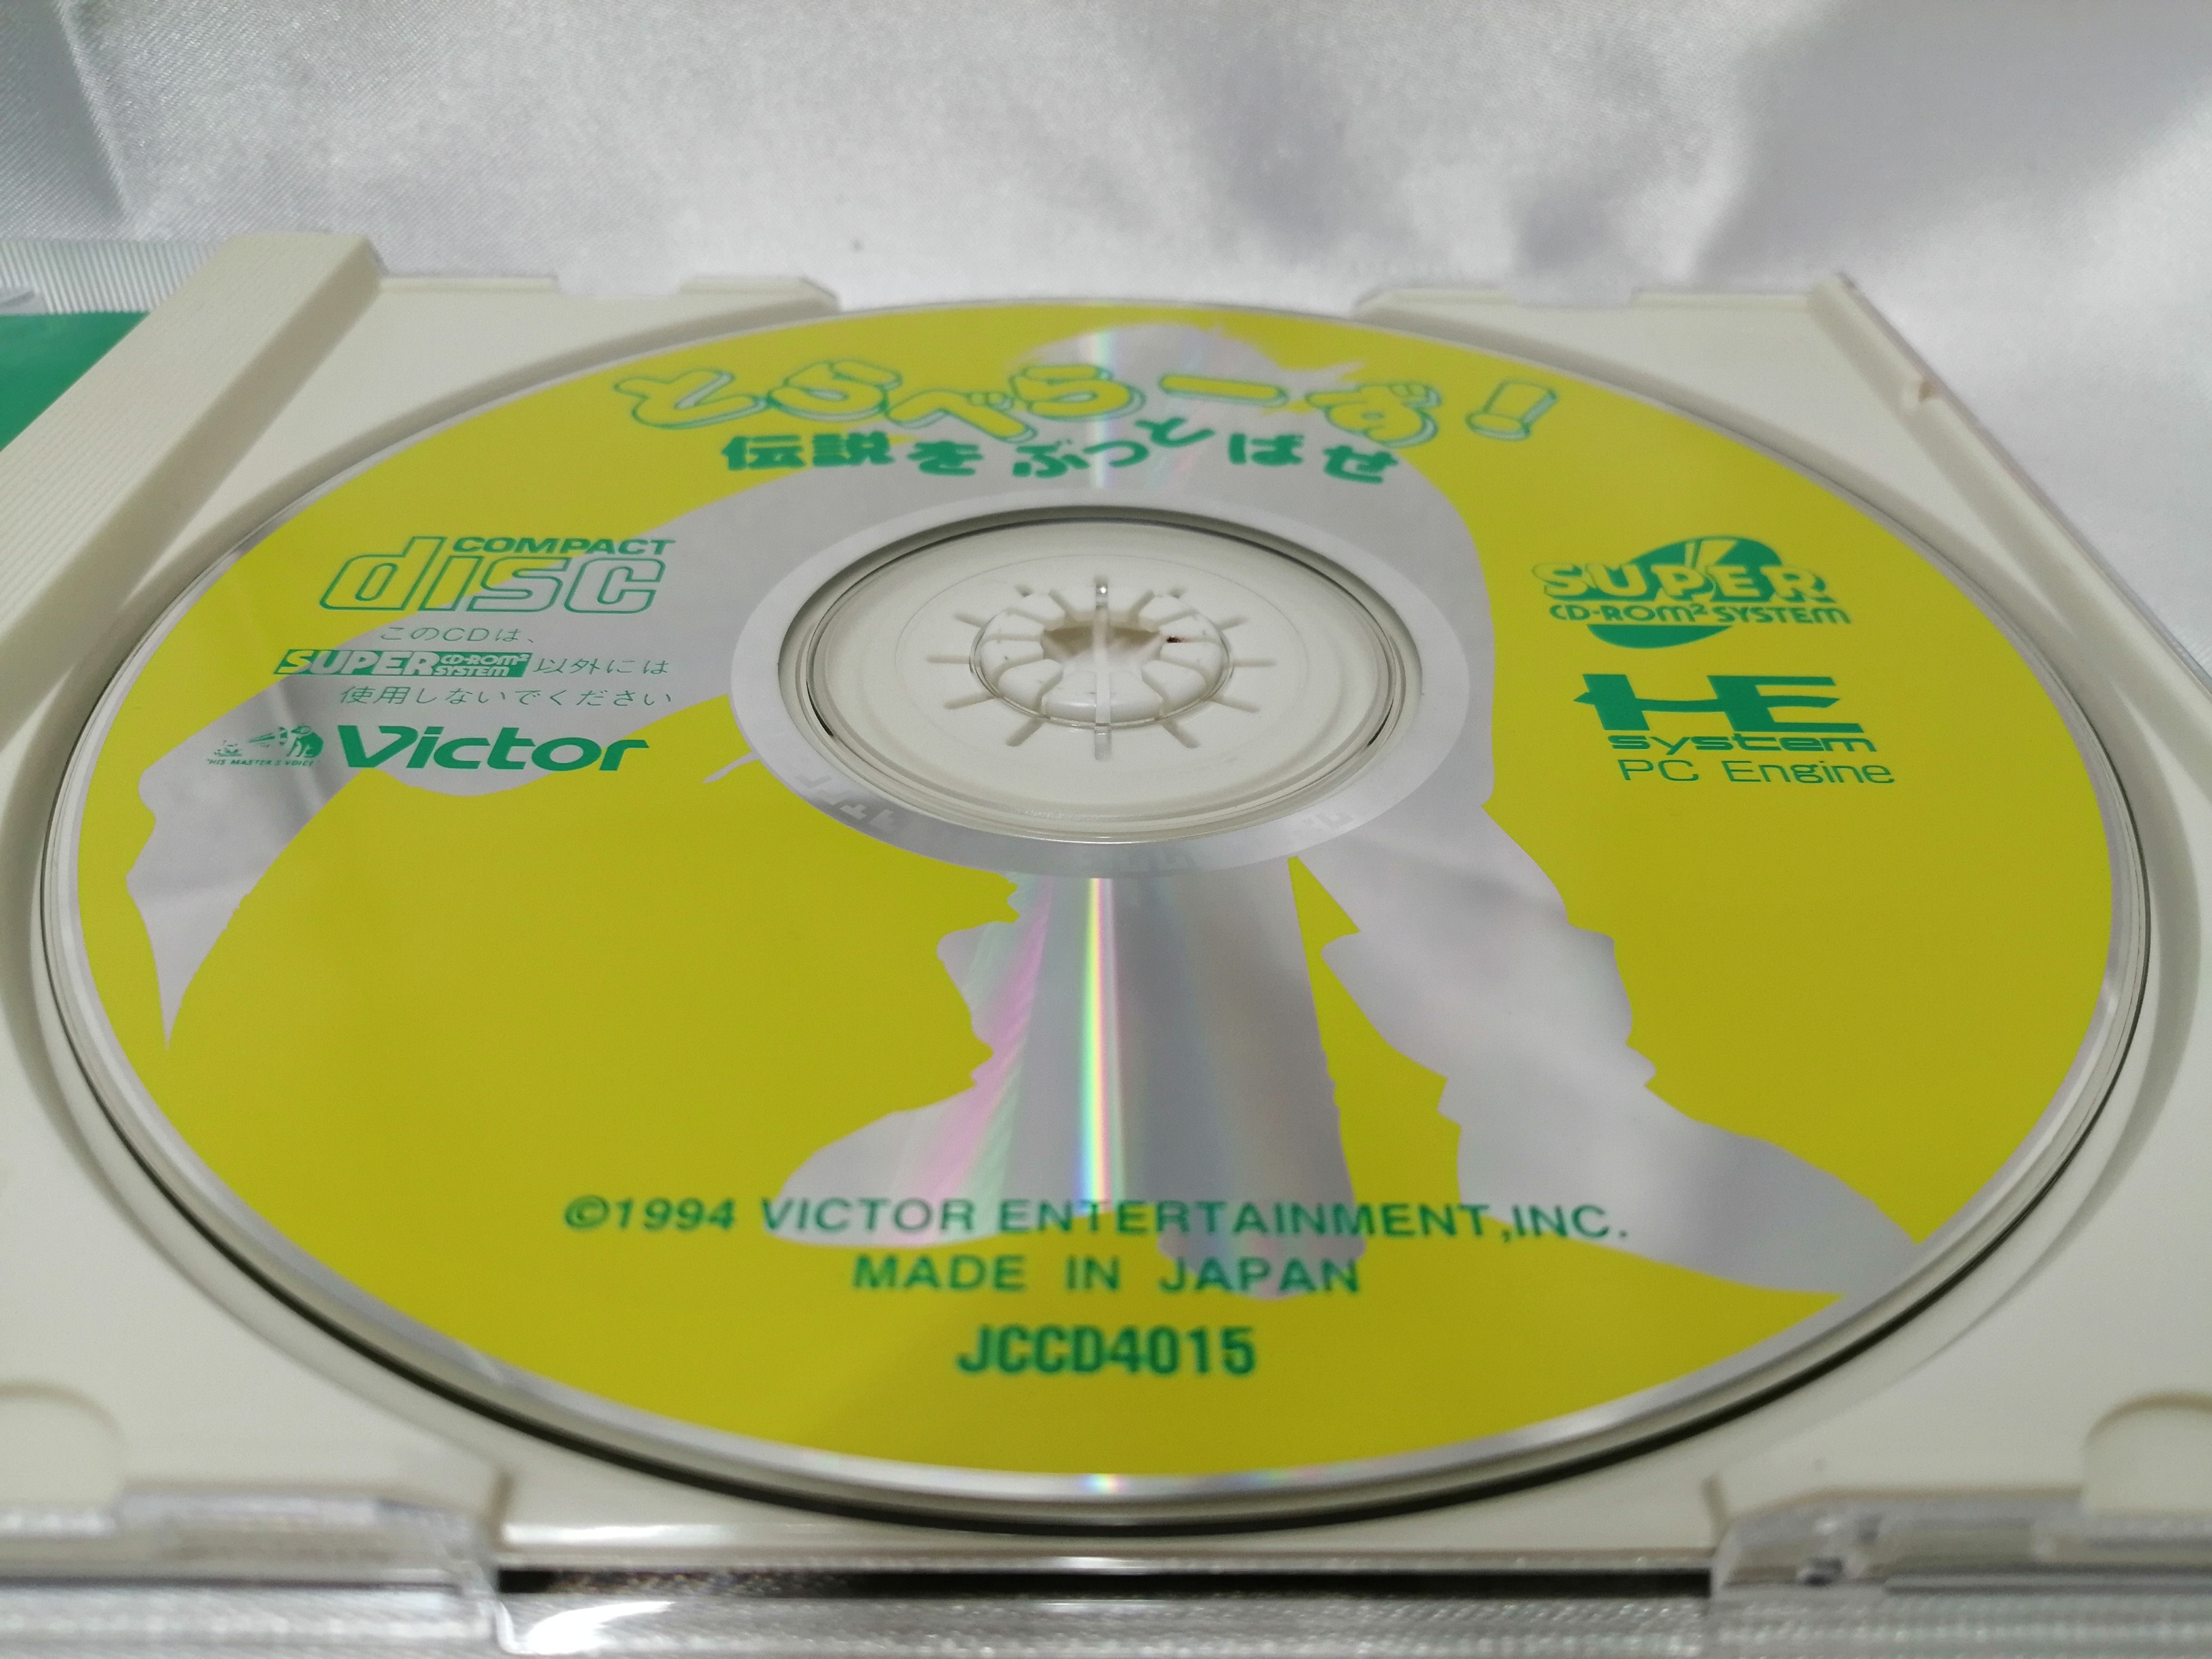 とらべらーず!
伝説をぶっとばせ
COMPACT
disc
このCDは、
SUPER CD-ROM² SYSTEM 以外には
使用しないでください
"HIS MASTER'S VOICE"
Victor
SUPER
CD-ROM² SYSTEM
HE
system
PC Engine
©1994 VICTOR ENTERTAINMENT,INC.
MADE IN JAPAN
JCCD4015